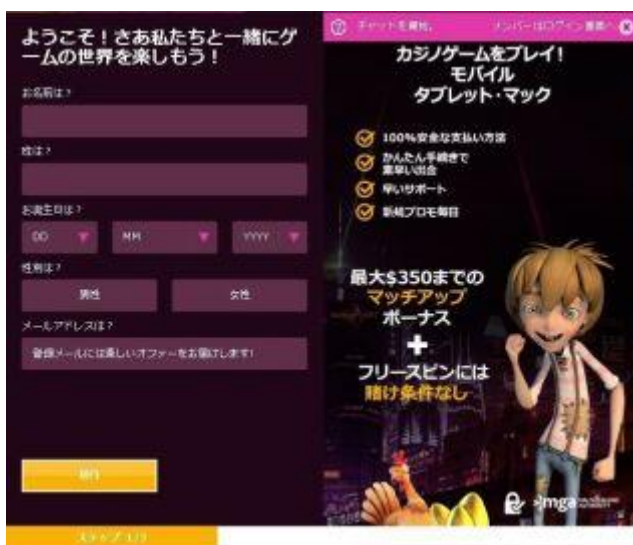 ようこそ！さあ私たちと一緒にゲ
ームの世界を楽しもう！
お名前は？
姓は？
お誕生日は？
DD
MM
YYYY
性別は？
男性
女性
メールアドレスは？
登録メールには楽しいオファーをお届けします!
ステップ 1/3
チャットを開始。
メンバーはログイン画面へ
カジノゲームをプレイ！
モバイル
タブレット・マック
100%安全な支払い方法
かんたん手続きで
素早い出金
早いサポート
新規プロモ毎日
最大$350までの
マッチアップ
ボーナス
+
フリースピンには
賭け条件なし
mga